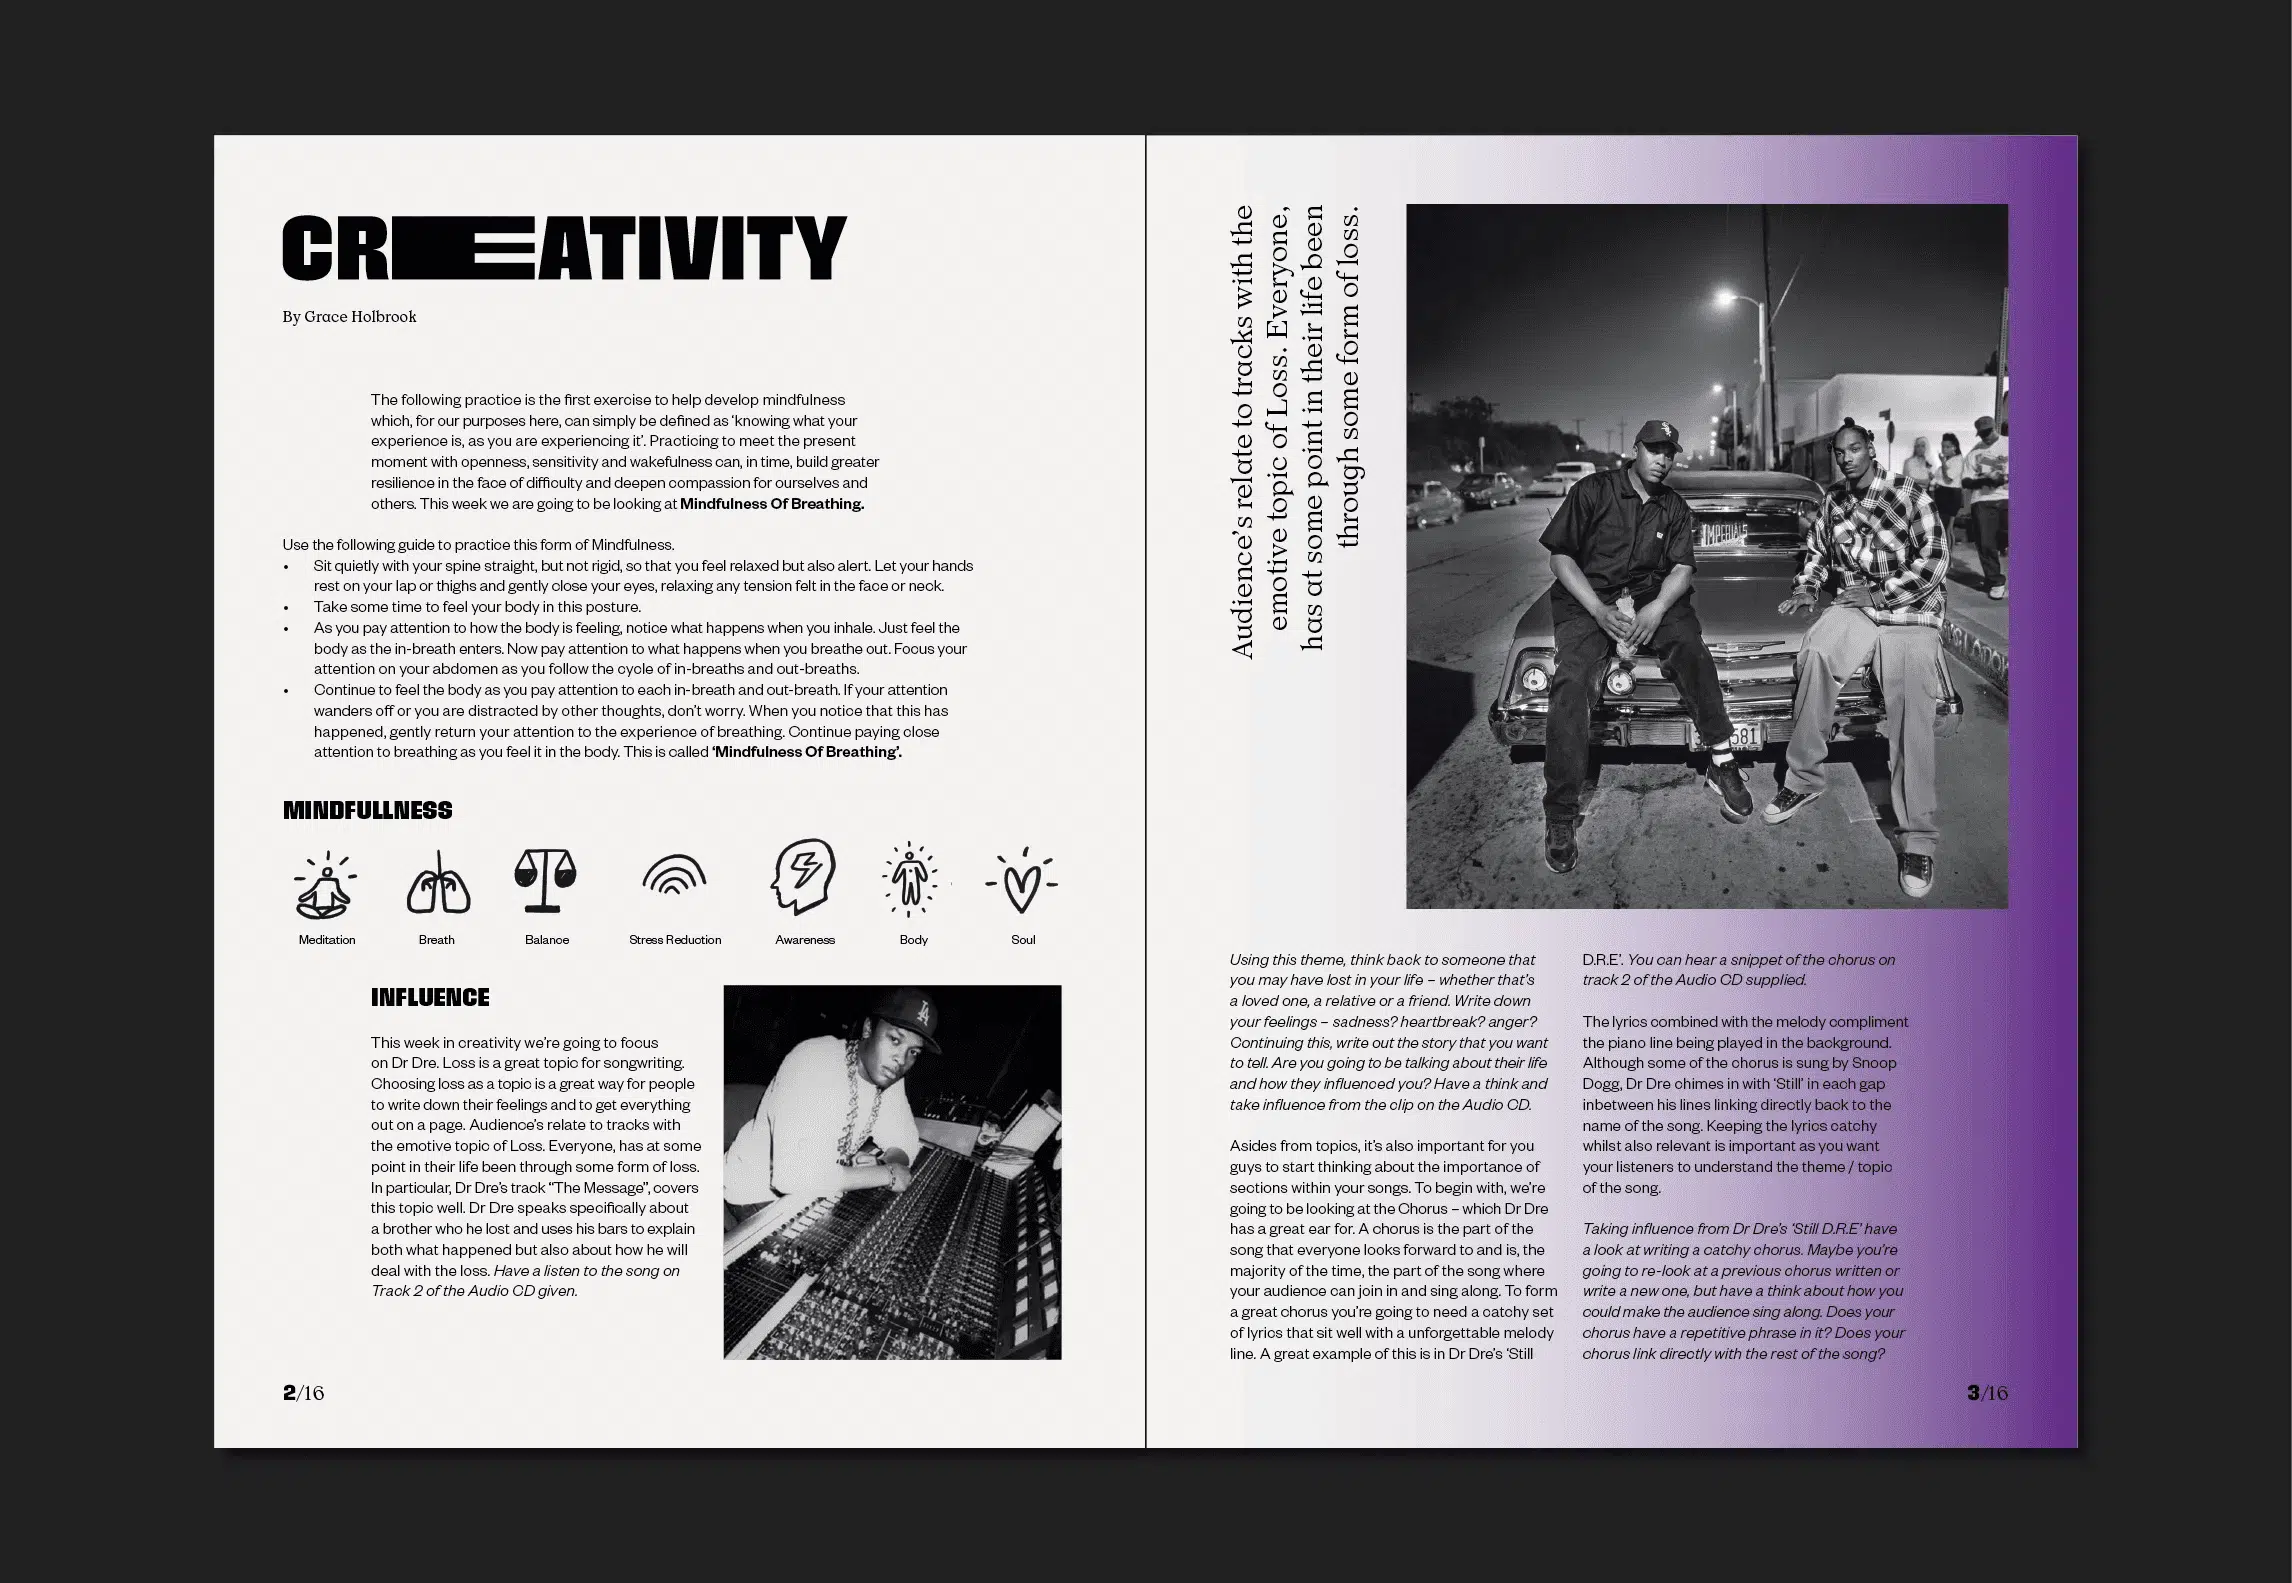 CREATIVITY
By Grace Holbrook
The following practice is the first exercise to help develop mindfulness
which, for our purposes here, can simply be defined as ‘knowing what your
experience is, as you are experiencing it’. Practicing to meet the present
moment with openness, sensitivity and wakefulness can, in time, build greater
resilience in the face of difficulty and deepen compassion for ourselves and
others. This week we are going to be looking at Mindfulness Of Breathing.
Use the following guide to practice this form of Mindfulness.
• Sit quietly with your spine straight, but not rigid, so that you feel relaxed but also alert. Let your hands
rest on your lap or thighs and gently close your eyes, relaxing any tension felt in the face or neck.
• Take some time to feel your body in this posture.
• As you pay attention to how the body is feeling, notice what happens when you inhale. Just feel the
body as the in-breath enters. Now pay attention to what happens when you breathe out. Focus your
attention on your abdomen as you follow the cycle of in-breaths and out-breaths.
• Continue to feel the body as you pay attention to each in-breath and out-breath. If your attention
wanders off or you are distracted by other thoughts, don’t worry. When you notice that this has
happened, gently return your attention to the experience of breathing. Continue paying close
attention to breathing as you feel it in the body. This is called ‘Mindfulness Of Breathing’.
MINDFULLNESS
Meditation
Breath
Balance
Stress Reduction
Awareness
Body
Soul
INFLUENCE
This week in creativity we’re going to focus
on Dr Dre. Loss is a great topic for songwriting.
Choosing loss as a topic is a great way for people
to write down their feelings and to get everything
out on a page. Audience’s relate to tracks with
the emotive topic of Loss. Everyone, has at some
point in their life been through some form of loss.
In particular, Dr Dre’s track “The Message”, covers
this topic well. Dr Dre speaks specifically about
a brother who he lost and uses his bars to explain
both what happened but also about how he will
deal with the loss. Have a listen to the song on
Track 2 of the Audio CD given.
LA
2/16
Audience’s relate to tracks with the
emotive topic of Loss. Everyone,
has at some point in their life been
through some form of loss.
IMPERIALS
581
Using this theme, think back to someone that
you may have lost in your life – whether that’s
a loved one, a relative or a friend. Write down
your feelings – sadness? heartbreak? anger?
Continuing this, write out the story that you want
to tell. Are you going to be talking about their life
and how they influenced you? Have a think and
take influence from the clip on the Audio CD.
Asides from topics, it’s also important for you
guys to start thinking about the importance of
sections within your songs. To begin with, we’re
going to be looking at the Chorus – which Dr Dre
has a great ear for. A chorus is the part of the
song that everyone looks forward to and is, the
majority of the time, the part of the song where
your audience can join in and sing along. To form
a great chorus you’re going to need a catchy set
of lyrics that sit well with a unforgettable melody
line. A great example of this is in Dr Dre’s ‘Still
D.R.E’. You can hear a snippet of the chorus on
track 2 of the Audio CD supplied.
The lyrics combined with the melody compliment
the piano line being played in the background.
Although some of the chorus is sung by Snoop
Dogg, Dr Dre chimes in with ‘Still’ in each gap
inbetween his lines linking directly back to the
name of the song. Keeping the lyrics catchy
whilst also relevant is important as you want
your listeners to understand the theme / topic
of the song.
Taking influence from Dr Dre’s ‘Still D.R.E’ have
a look at writing a catchy chorus. Maybe you’re
going to re-look at a previous chorus written or
write a new one, but have a think about how you
could make the audience sing along. Does your
chorus have a repetitive phrase in it? Does your
chorus link directly with the rest of the song?
3/16